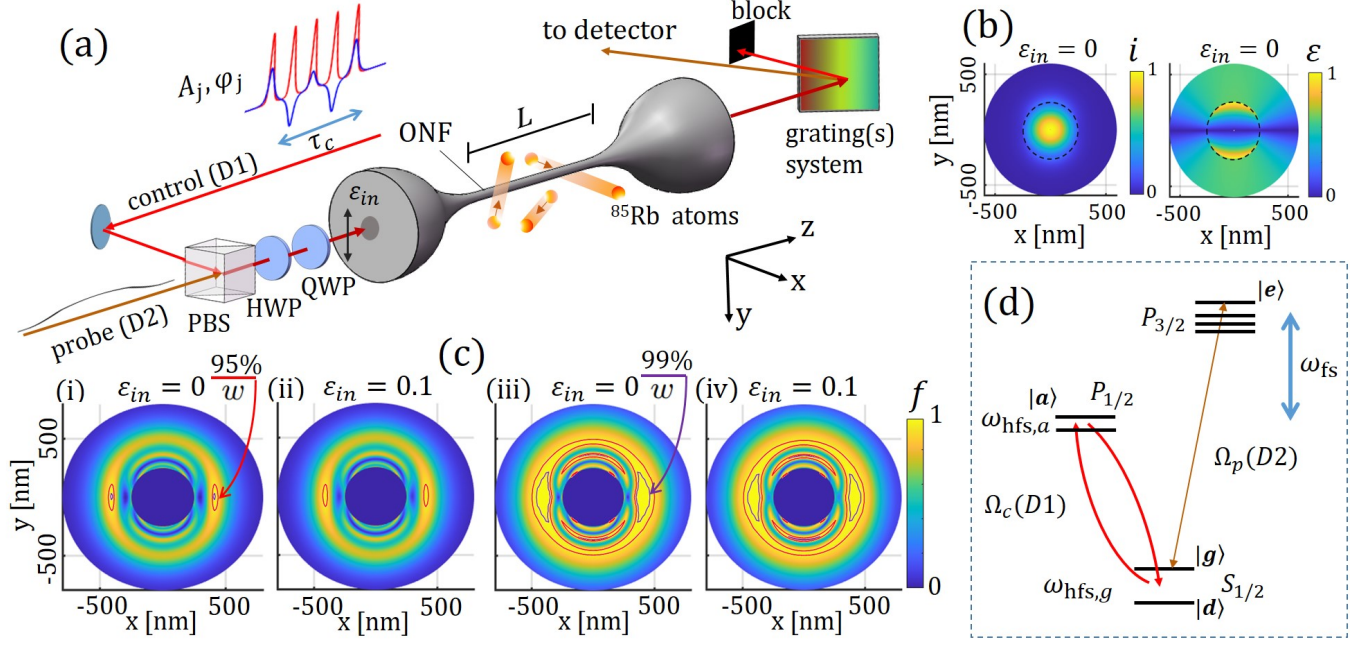 (a)
A_j, φ_j
τ_c
control (D1)
probe (D2)
PBS
HWP
QWP
ε_in
ONF
L
⁸⁵Rb atoms
to detector
block
grating(s)
system
z
x
y
(b)
ε_in = 0
i
1
0
ε_in = 0
ε
1
0
y [nm]
500
-500
-500
500
x [nm]
-500
500
x [nm]
(c)
(i)
ε_in = 0
95%
w
(ii)
ε_in = 0.1
(iii)
ε_in = 0
99%
w
(iv)
ε_in = 0.1
f
1
0
y [nm]
500
-500
-500
500
x [nm]
-500
500
x [nm]
-500
500
x [nm]
-500
500
x [nm]
(d)
|e⟩
P_3/2
ω_fs
|a⟩
P_1/2
ω_hfs,a
Ω_p(D2)
Ω_c(D1)
|g⟩
ω_hfs,g
S_1/2
|d⟩